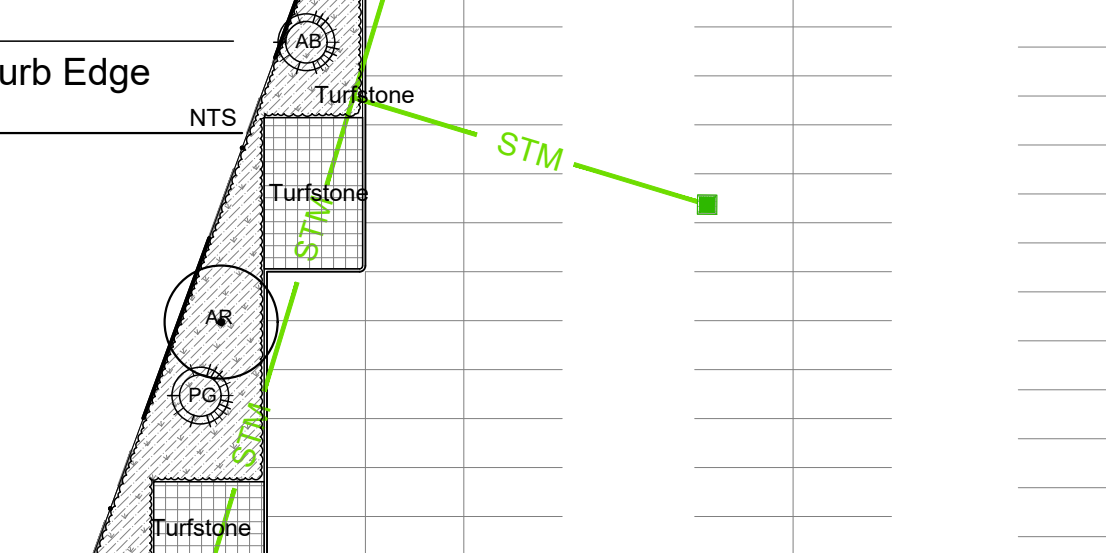 AB
urb Edge
Turfstone
NTS
STM
Turfstone
STM
AR
PG
STM
Turfstone